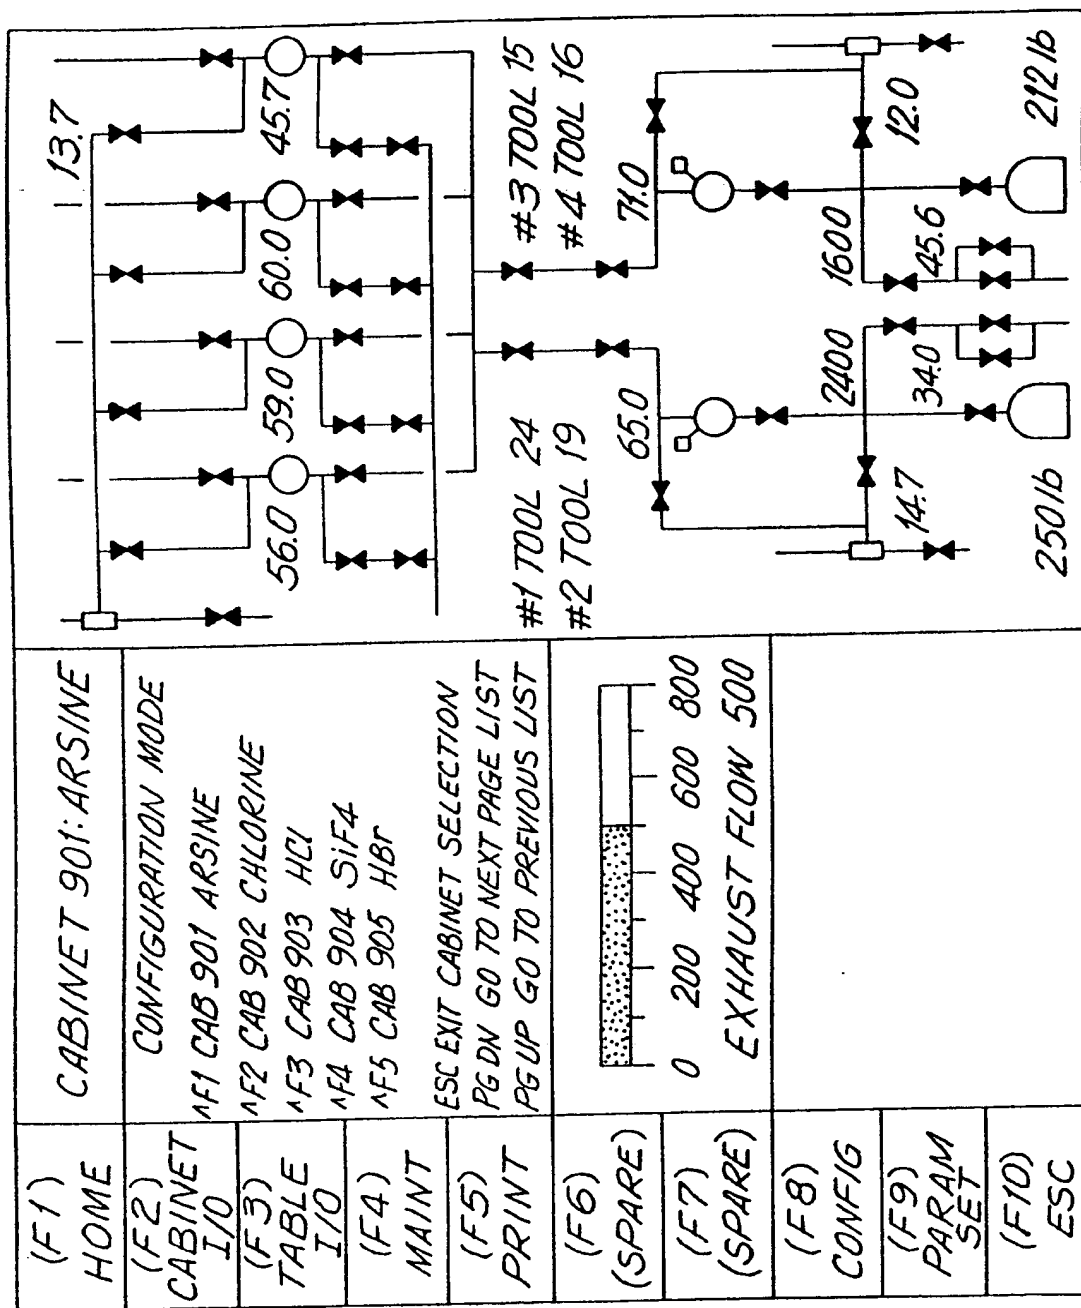 (F1)
HOME
(F2)
CABINET
I/O
(F3)
TABLE
I/O
(F4)
MAINT
(F5)
PRINT
(F6)
(SPARE)
(F7)
(SPARE)
(F8)
CONFIG
(F9)
PARAM
SET
(F10)
ESC
CABINET 901: ARSINE
CONFIGURATION MODE
^F1 CAB 901 ARSINE
^F2 CAB 902 CHLORINE
^F3 CAB 903 HCl
^F4 CAB 904 SiF4
^F5 CAB 905 HBr
ESC EXIT CABINET SELECTION
PG DN GO TO NEXT PAGE LIST
PG UP GO TO PREVIOUS LIST
0 200 400 600 800
EXHAUST FLOW 500
13.7
56.0 59.0 60.0 45.7
#1 TOOL 24
#2 TOOL 19
#3 TOOL 15
#4 TOOL 16
65.0 71.0
2400 1600
14.7 34.0 45.6 12.0
250 lb 212 lb